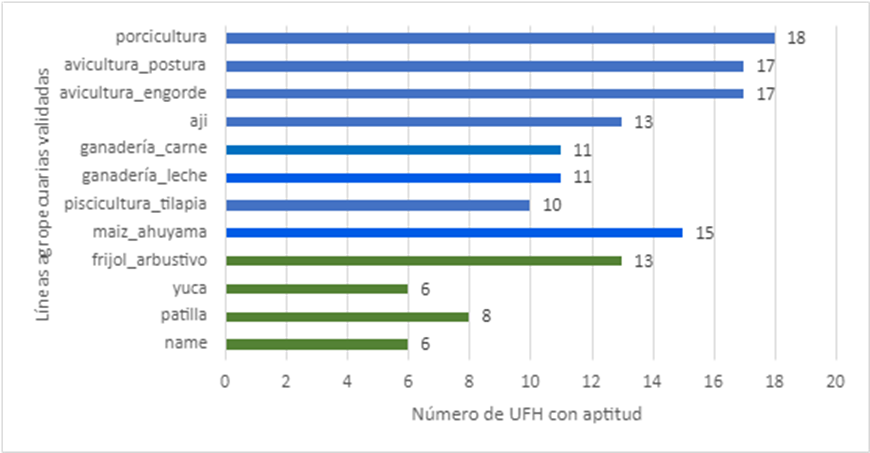 porcicultura 18
avicultura_postura 17
avicultura_engorde 17
aji 13
ganadería_carne 11
ganadería_leche 11
piscicultura_tilapia 10
maiz_ahuyama 15
frijol_arbustivo 13
yuca 6
patilla 8
name 6
0 2 4 6 8 10 12 14 16 18 20
Número de UFH con aptitud
Líneas agropecuarias validadas